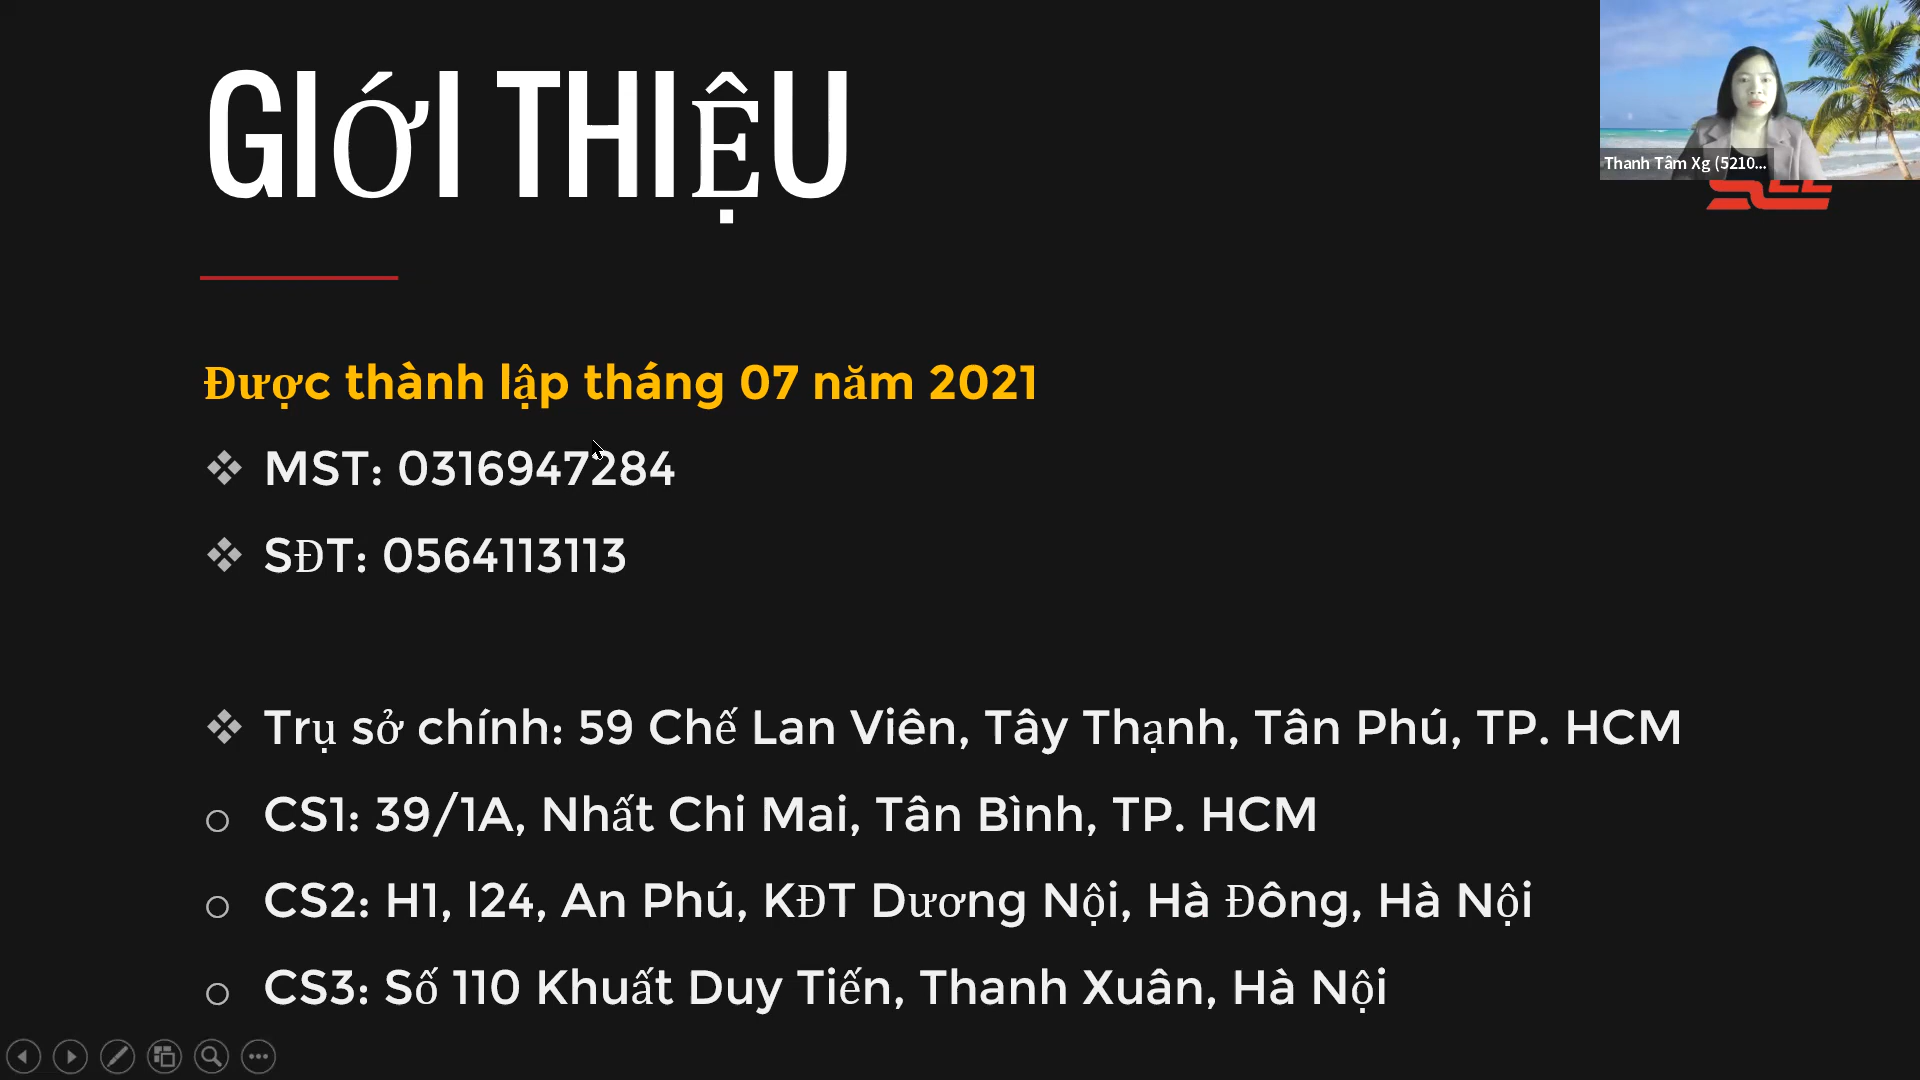 GIỚI THIỆU
Thanh Tâm Xg (5210...
Được thành lập tháng 07 năm 2021
MST: 0316947284
SĐT: 0564113113
Trụ sở chính: 59 Chế Lan Viên, Tây Thạnh, Tân Phú, TP. HCM
CS1: 39/1A, Nhất Chi Mai, Tân Bình, TP. HCM
CS2: H1, l24, An Phú, KĐT Dương Nội, Hà Đông, Hà Nội
CS3: Số 110 Khuất Duy Tiến, Thanh Xuân, Hà Nội